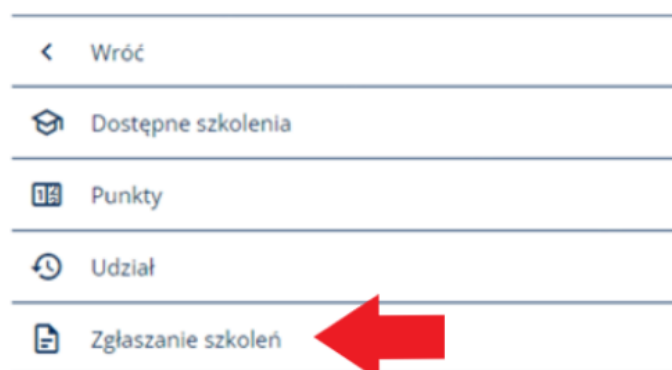 Wróć
Dostępne szkolenia
Punkty
Udział
Zgłaszanie szkoleń